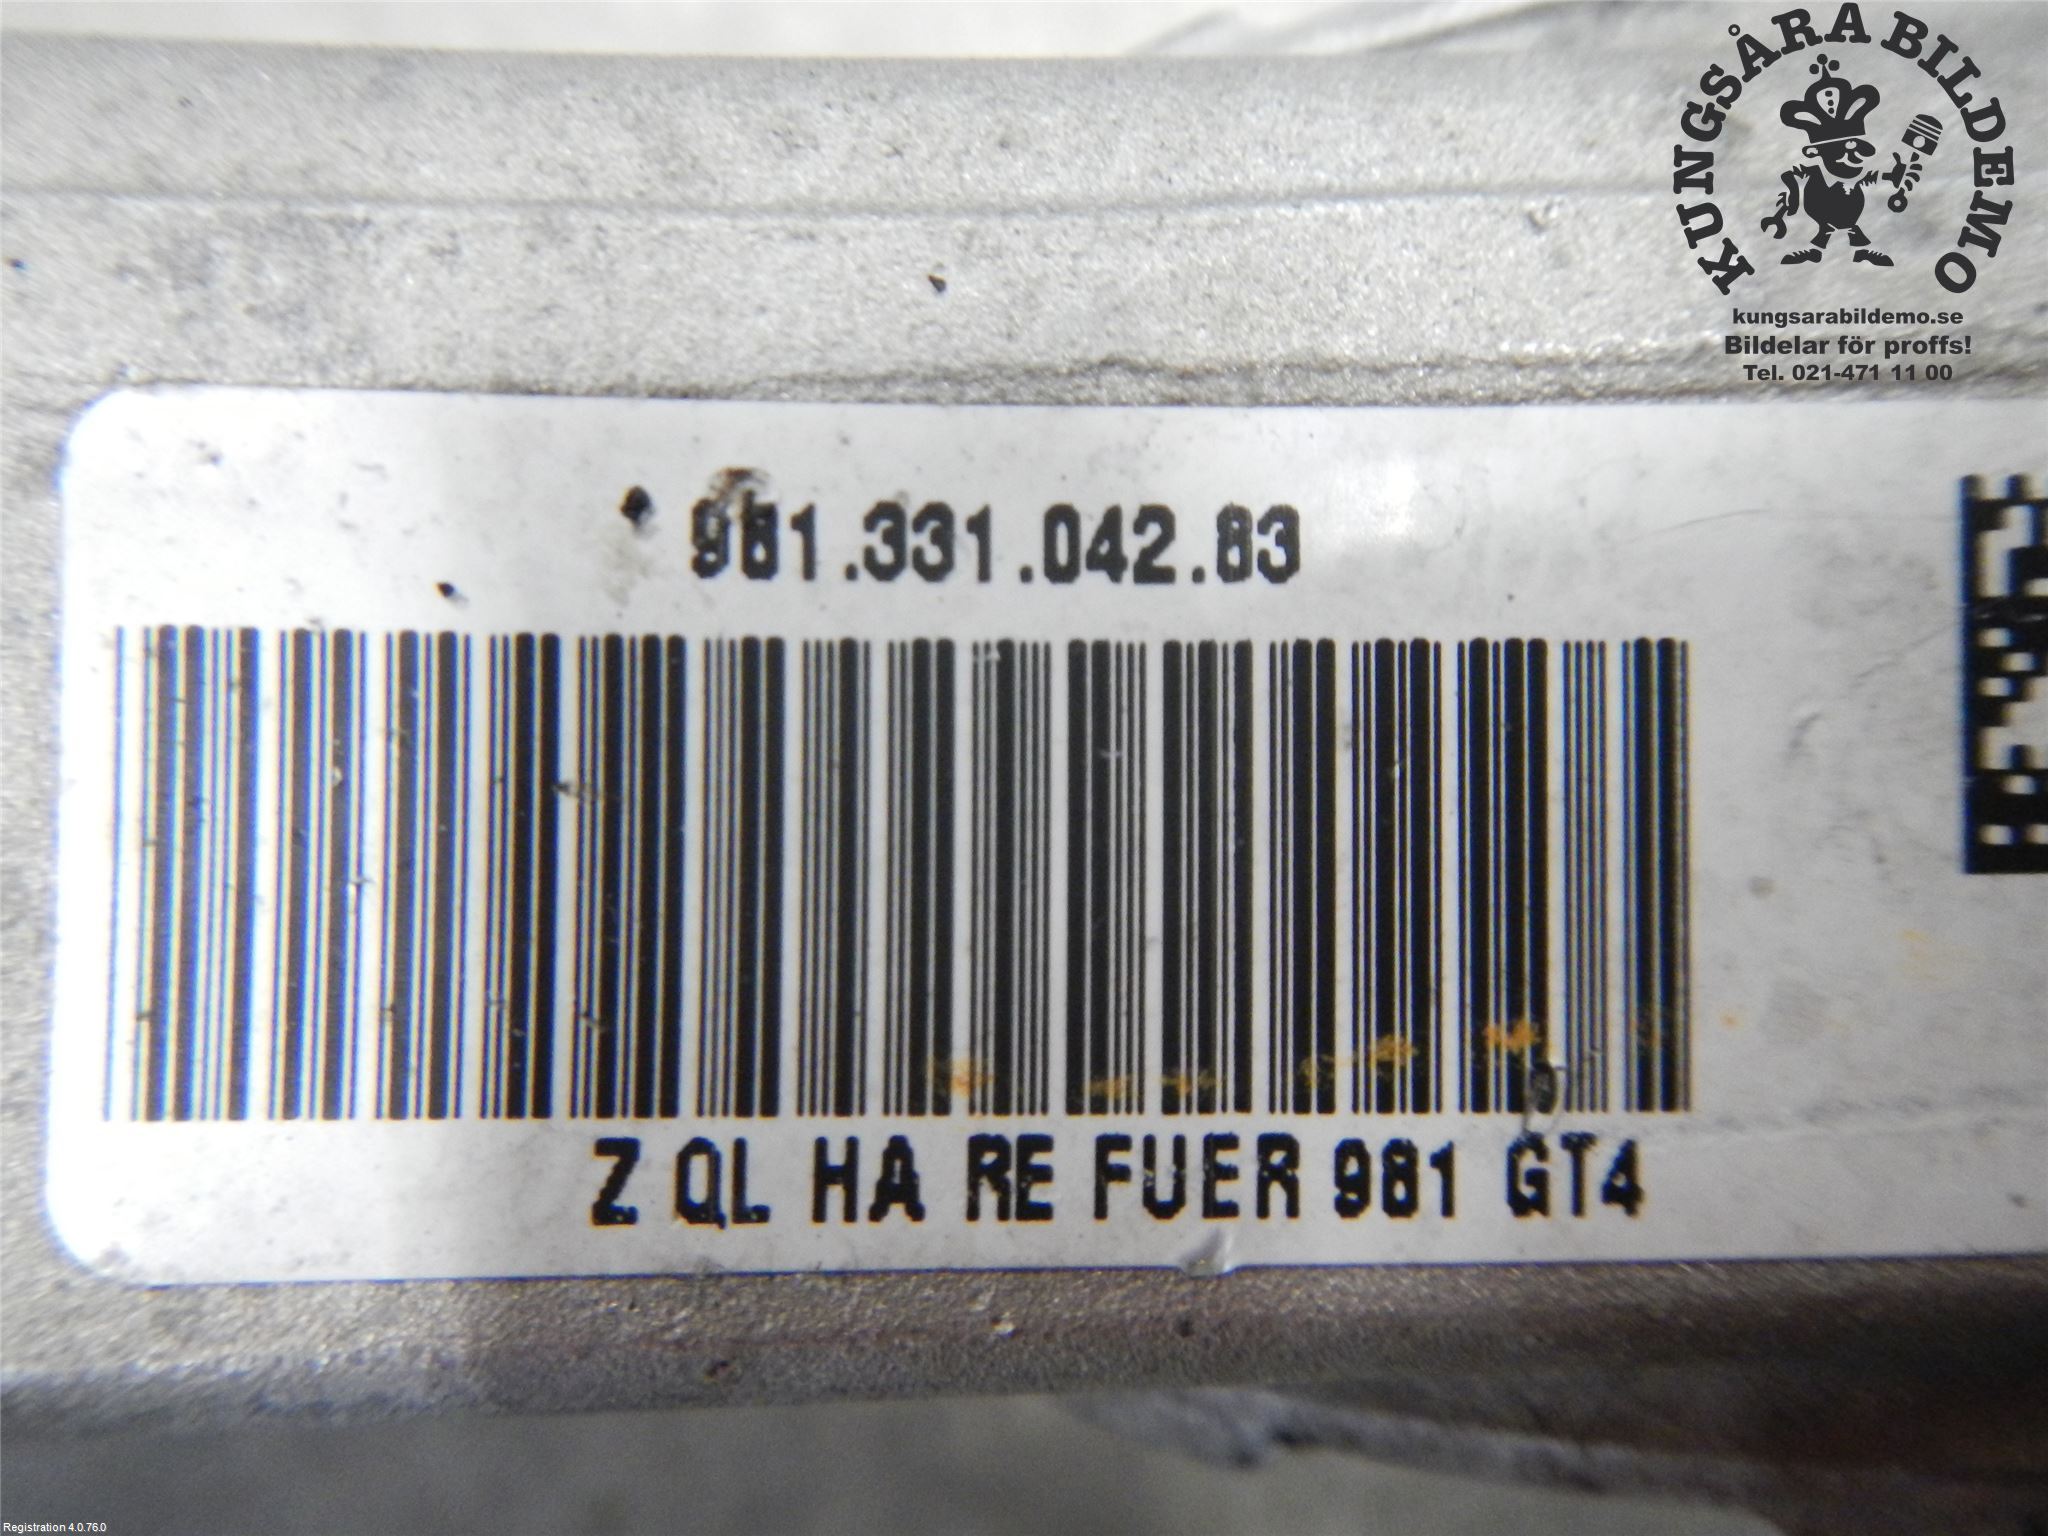 KUNGSÅRA BILDEMO
kungsarabildemo.se
Bildelar för proffs!
Tel. 021-471 11 00
981.331.042.83
Z QL HA RE FUER 981 GT4
Registration 4.0.76.0